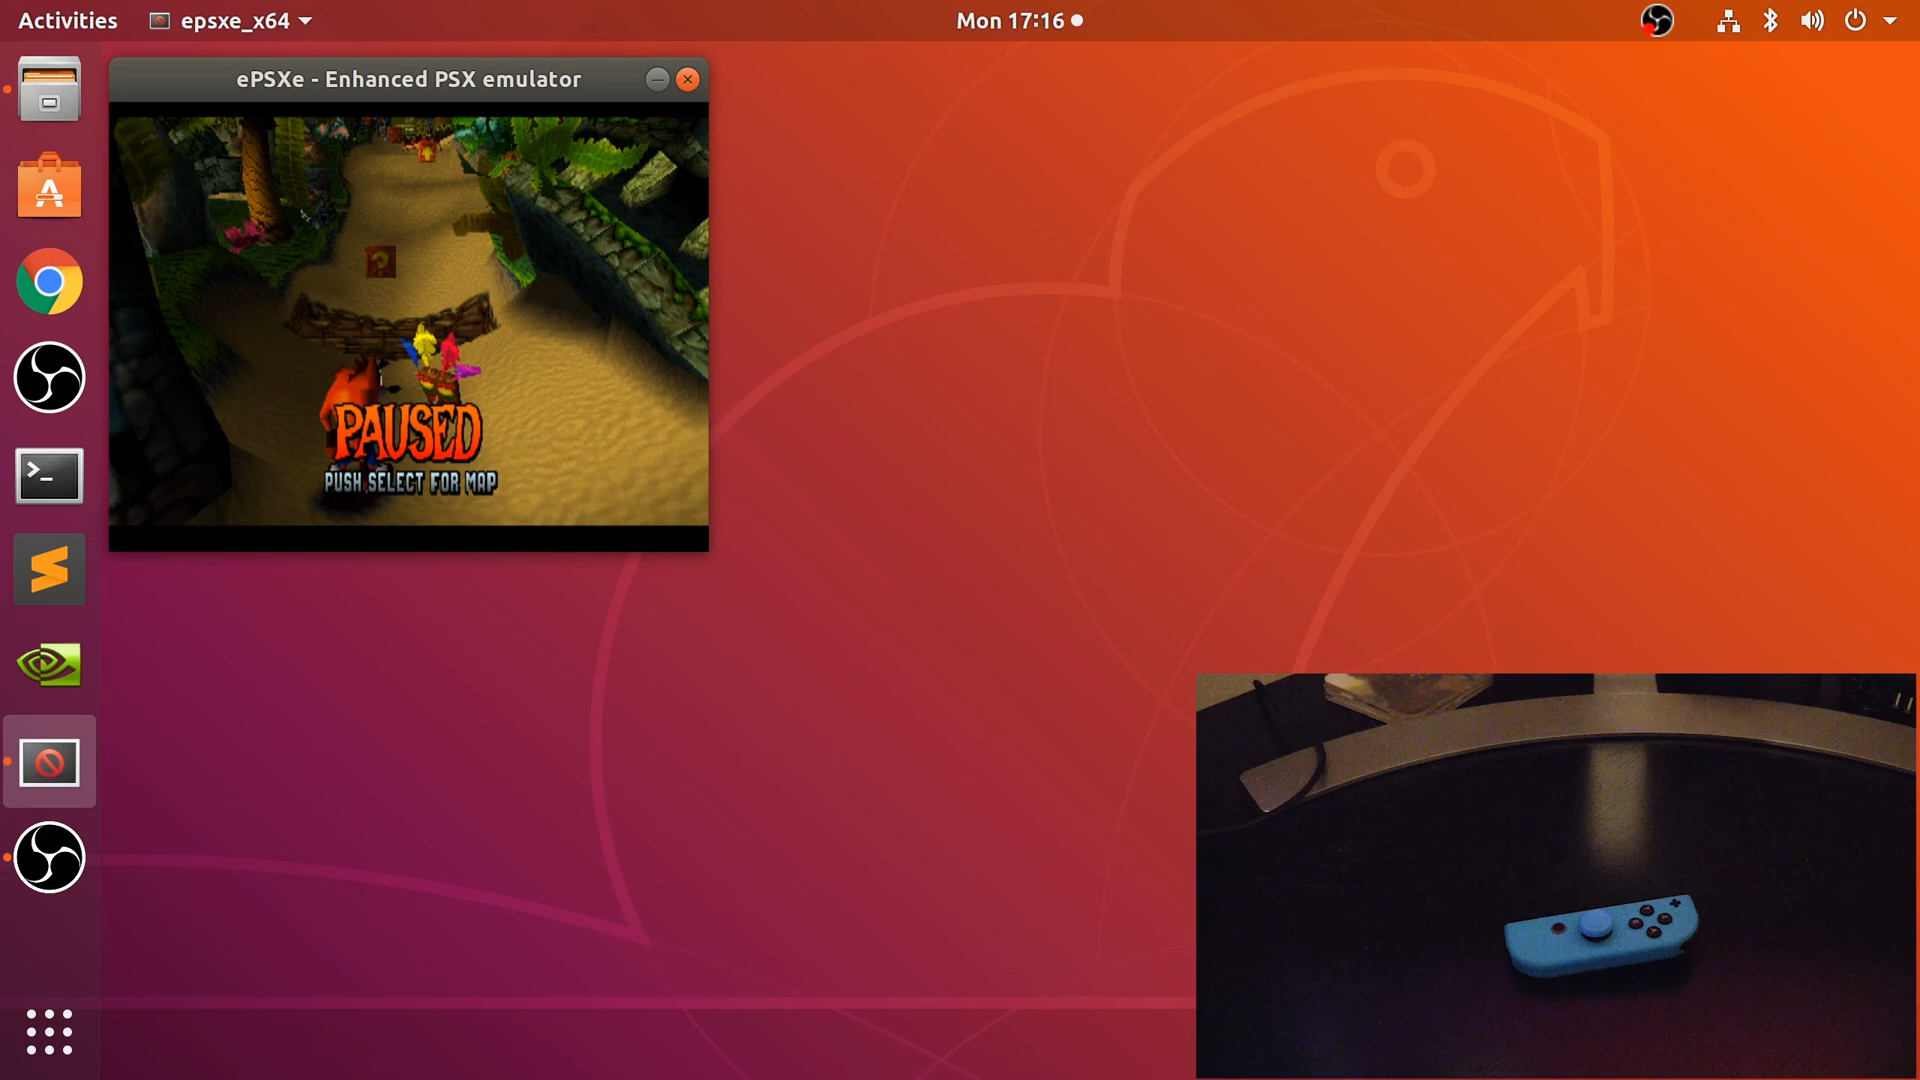 Activities
epsxe_x64
Mon 17:16
ePSXe - Enhanced PSX emulator
?
PAUSED
PUSH SELECT FOR MAP